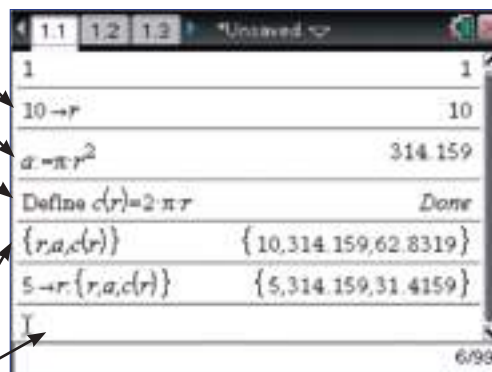 1.1 1.2 1.3 *Unsaved
1 1
10→r 10
a:=π·r² 314.159
Define c(r)=2·π·r Done
{r,a,c(r)} {10,314.159,62.8319}
5→r:{r,a,c(r)} {5,314.159,31.4159}
6/99